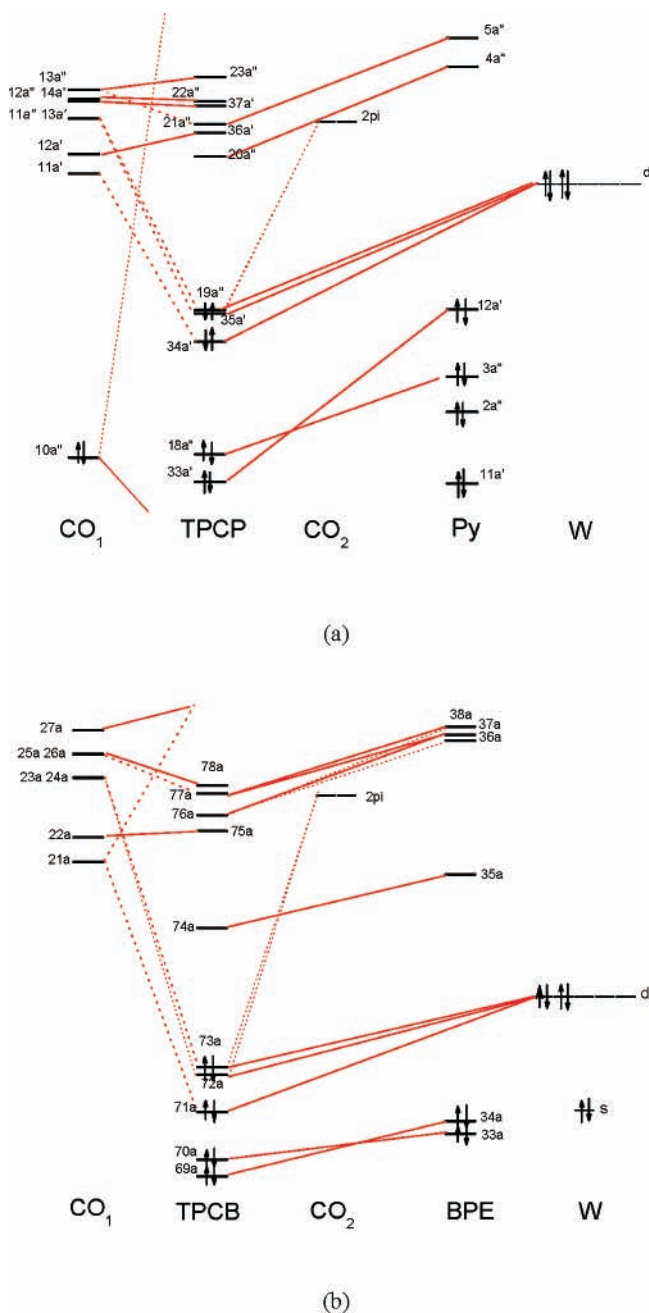 5a"
13a" 23a" 4a"
12a" 14a' 22a" 37a'
11a" 13a' 21a" 36a' 2pi
12a' 20a"
11a' d
19a" 12a'
35a'
34a' 3a"
2a"
10a" 18a"
33a' 11a'
CO1 TPCP CO2 Py W
(a)
38a
27a 37a
36a
25a 26a 78a
23a 24a 77a 2pi
76a
22a 75a
21a 35a
74a
d
73a
72a
71a s
34a
70a 33a
69a
CO1 TPCB CO2 BPE W
(b)